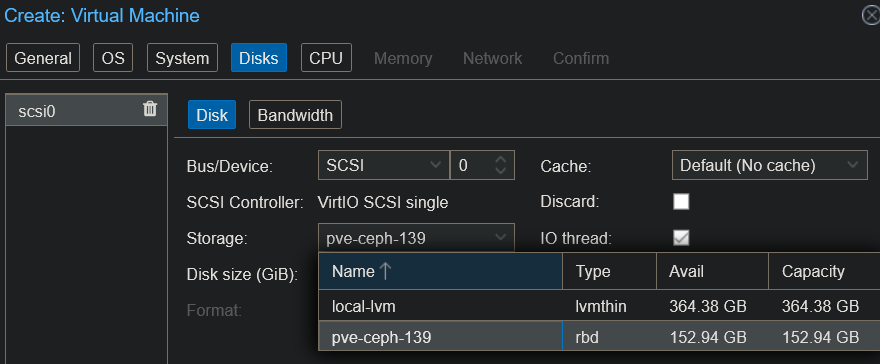 Create: Virtual Machine
General OS System Disks CPU Memory Network Confirm
scsi0
Disk Bandwidth
Bus/Device: SCSI 0 Cache: Default (No cache)
SCSI Controller: VirtIO SCSI single Discard:
Storage: pve-ceph-139 IO thread:
Disk size (GiB):
Format:
Name Type Avail Capacity
local-lvm lvmthin 364.38 GB 364.38 GB
pve-ceph-139 rbd 152.94 GB 152.94 GB